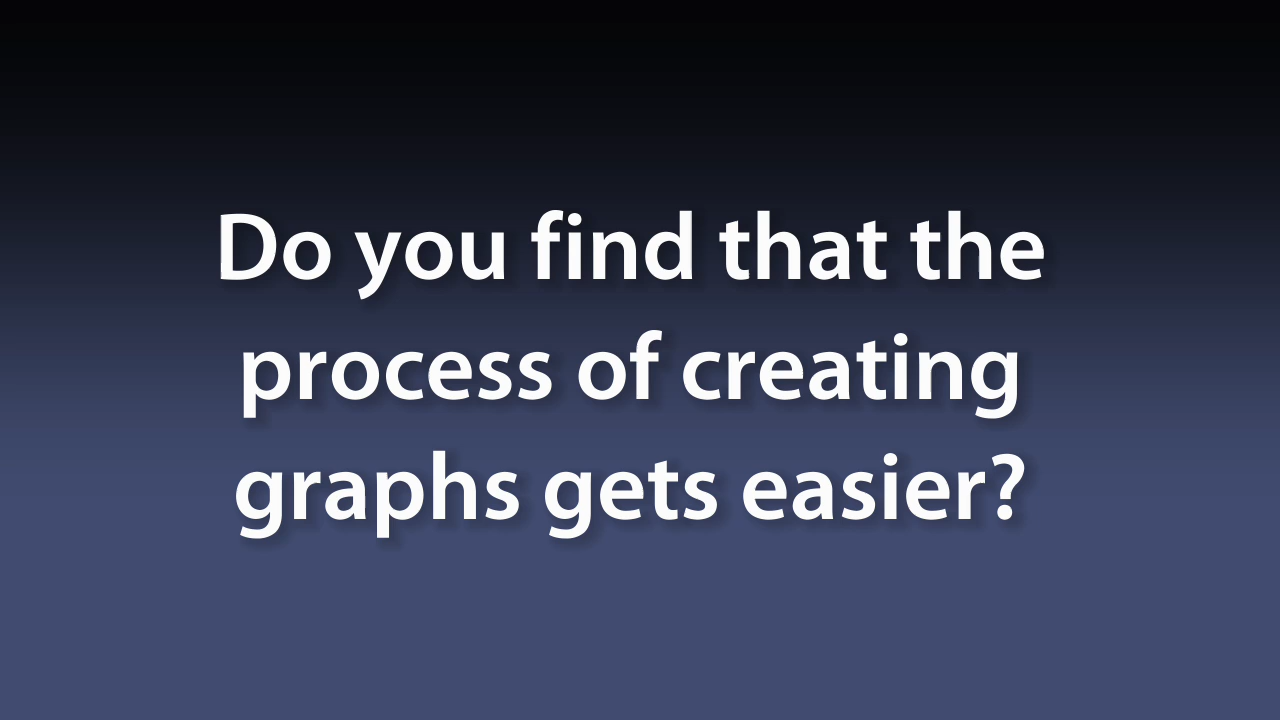 Do you find that the
process of creating
graphs gets easier?